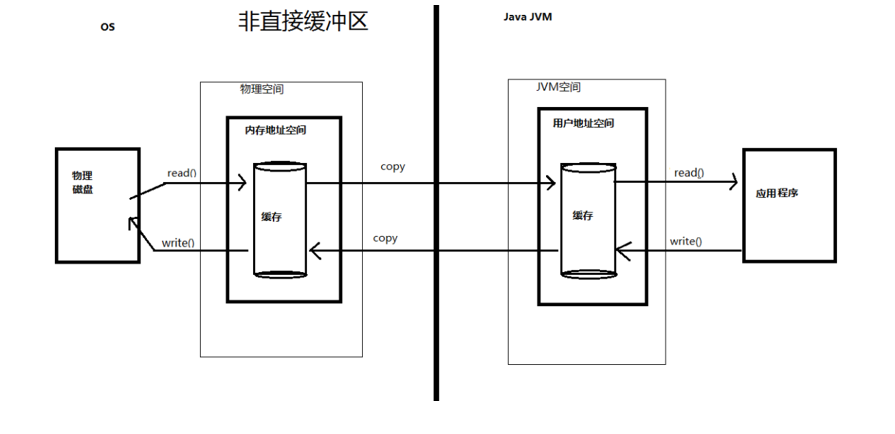 OS
非直接缓冲区
Java JVM
物理空间
JVM空间
内存地址空间
用户地址空间
物理
磁盘
read()
copy
read()
应用程序
缓存
缓存
write()
copy
write()